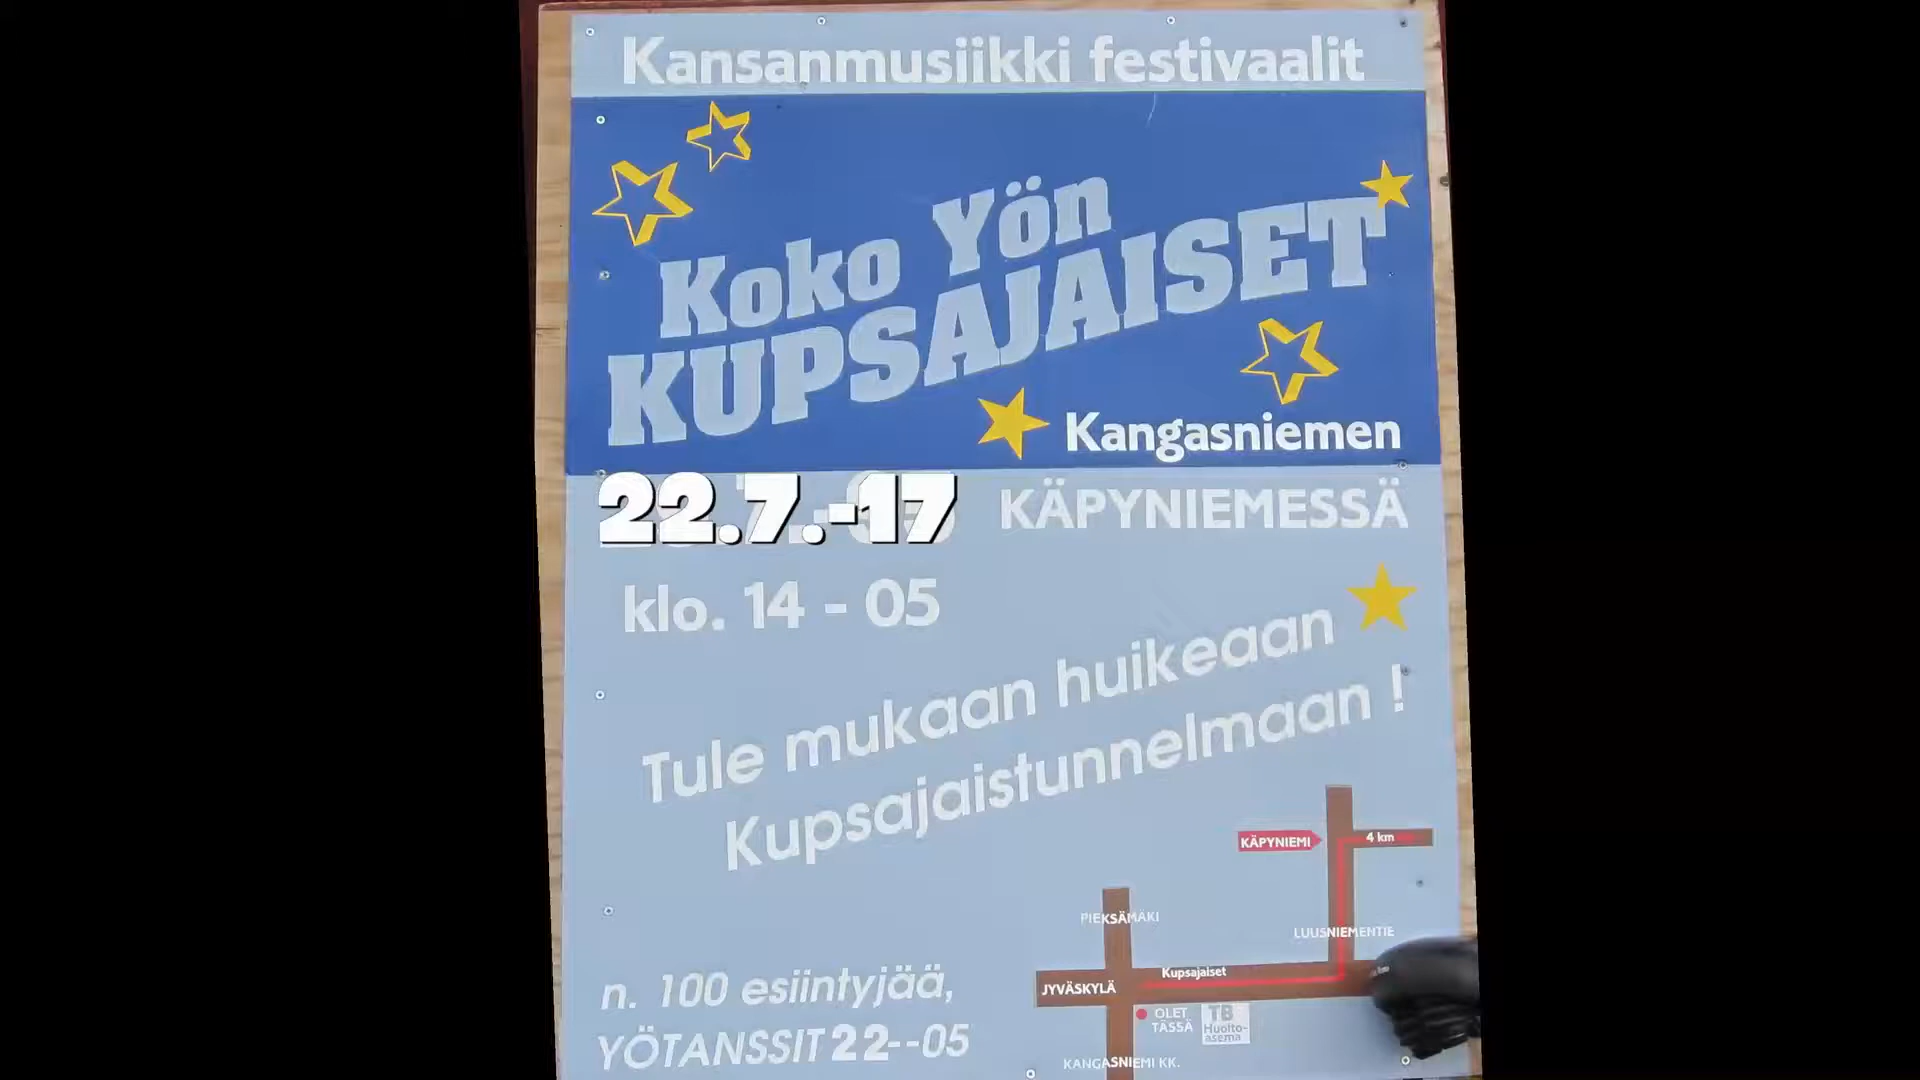 Kansanmusiikki festivaalit
Koko Yön
KUPSAJAISET
Kangasniemen
22.7.-17 KÄPYNIEMESSÄ
klo. 14 - 05
Tule mukaan huikeaan
Kupsajaistunnelmaan !
KÄPYNIEMI
4 km
PIEKSÄMÄKI
LUUSNIEMENTIE
Kupsajaiset
km
JYVÄSKYLÄ
OLET
TÄSSÄ
TB
Huolto-
asema
KANGASNIEMI KK.
n. 100 esiintyjää,
YÖTANSSIT 22--05